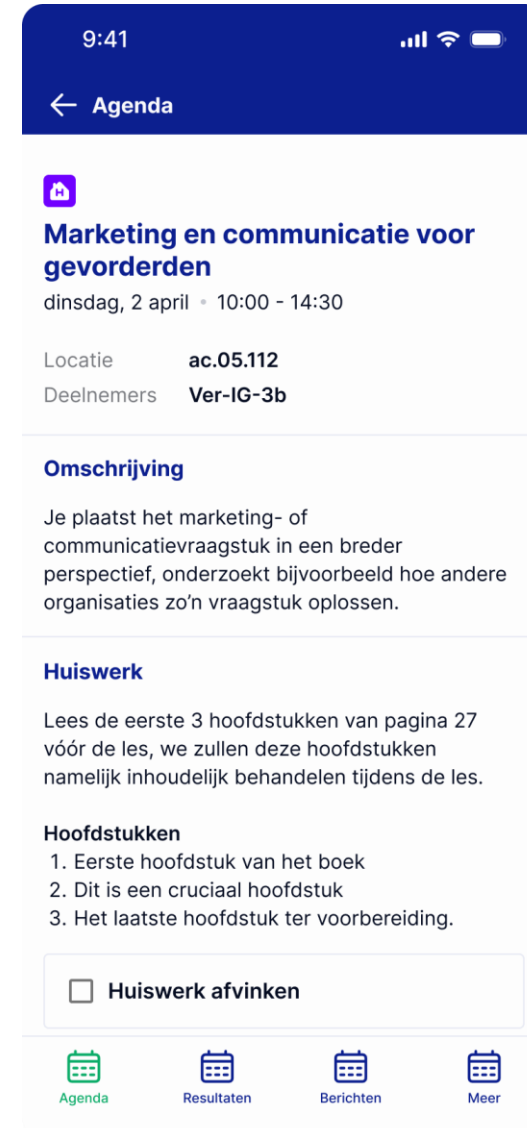 9:41
Agenda
H
Marketing en communicatie voor
gevorderden
dinsdag, 2 april • 10:00 - 14:30
Locatie ac.05.112
Deelnemers Ver-IG-3b
Omschrijving
Je plaatst het marketing- of
communicatievraagstuk in een breder
perspectief, onderzoekt bijvoorbeeld hoe andere
organisaties zo’n vraagstuk oplossen.
Huiswerk
Lees de eerste 3 hoofdstukken van pagina 27
vóór de les, we zullen deze hoofdstukken
namelijk inhoudelijk behandelen tijdens de les.
Hoofdstukken
1. Eerste hoofdstuk van het boek
2. Dit is een cruciaal hoofdstuk
3. Het laatste hoofdstuk ter voorbereiding.
Huiswerk afvinken
Agenda Resultaten Berichten Meer